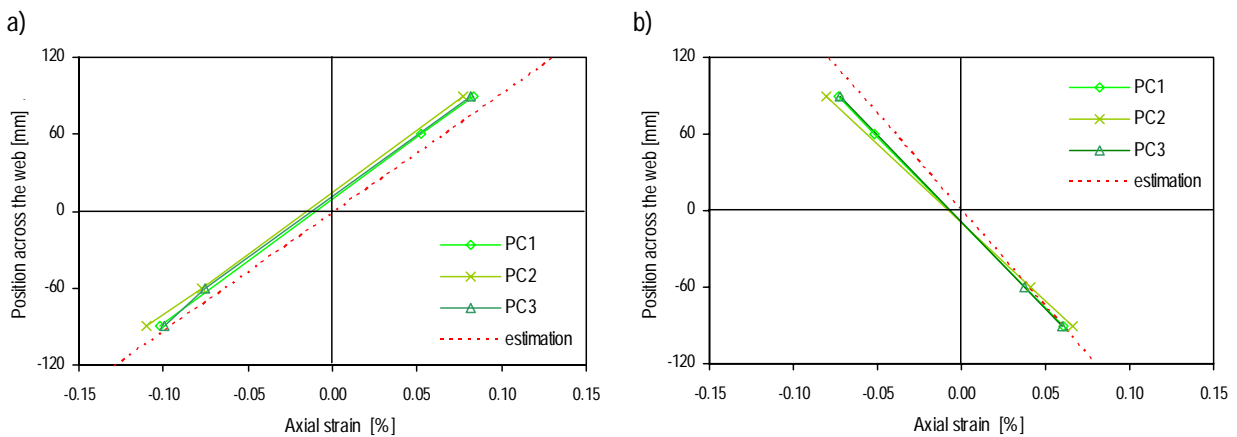 a)
120
60
0
-60
-120
Position across the web [mm]
-0.15 -0.10 -0.05 0.00 0.05 0.10 0.15
Axial strain [%]
PC1
PC2
PC3
estimation
b)
120
60
0
-60
-120
Position across the web [mm]
-0.15 -0.10 -0.05 0.00 0.05 0.10 0.15
Axial strain [%]
PC1
PC2
PC3
estimation